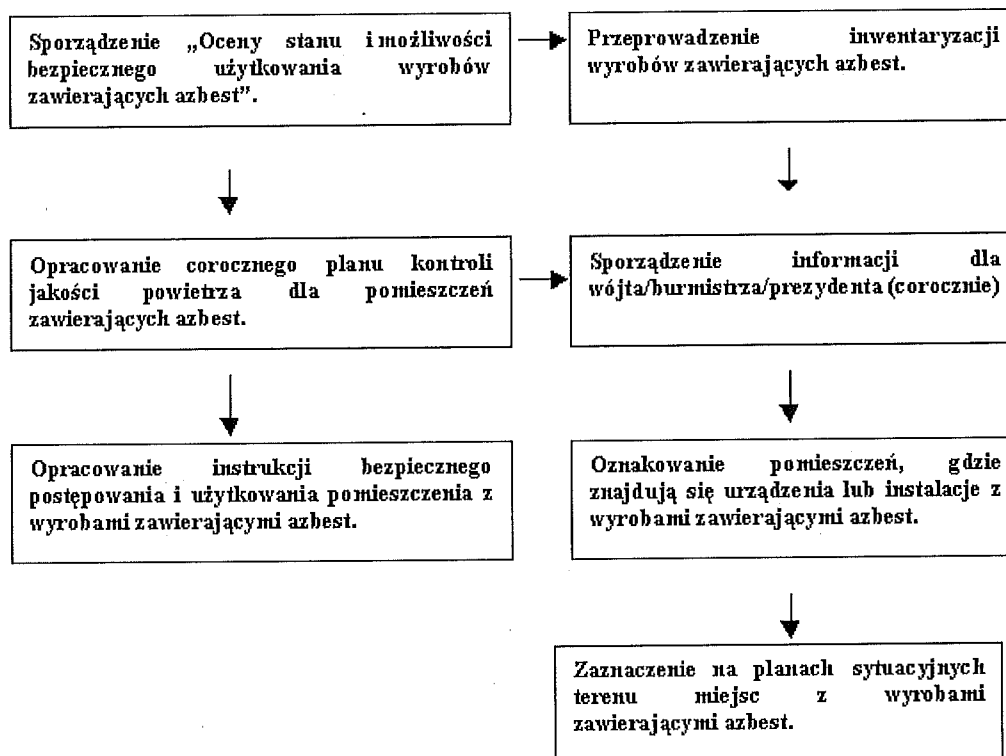 Sporządzenie „Oceny stanu i możliwości
bezpiecznego użytkowania wyrobów
zawierających azbest”.
Przeprowadzenie inwentaryzacji
wyrobów zawierających azbest.
Opracowanie corocznego planu kontroli
jakości powietrza dla pomieszczeń
zawierających azbest.
Sporządzenie informacji dla
wójta/burmistrza/prezydenta (corocznie)
Opracowanie instrukcji bezpiecznego
postępowania i użytkowania pomieszczenia z
wyrobami zawierającymi azbest.
Oznakowanie pomieszczeń, gdzie
znajdują się urządzenia lub instalacje z
wyrobami zawierającymi azbest.
Zaznaczenie na planach sytuacyjnych
terenu miejsc z wyrobami
zawierającymi azbest.